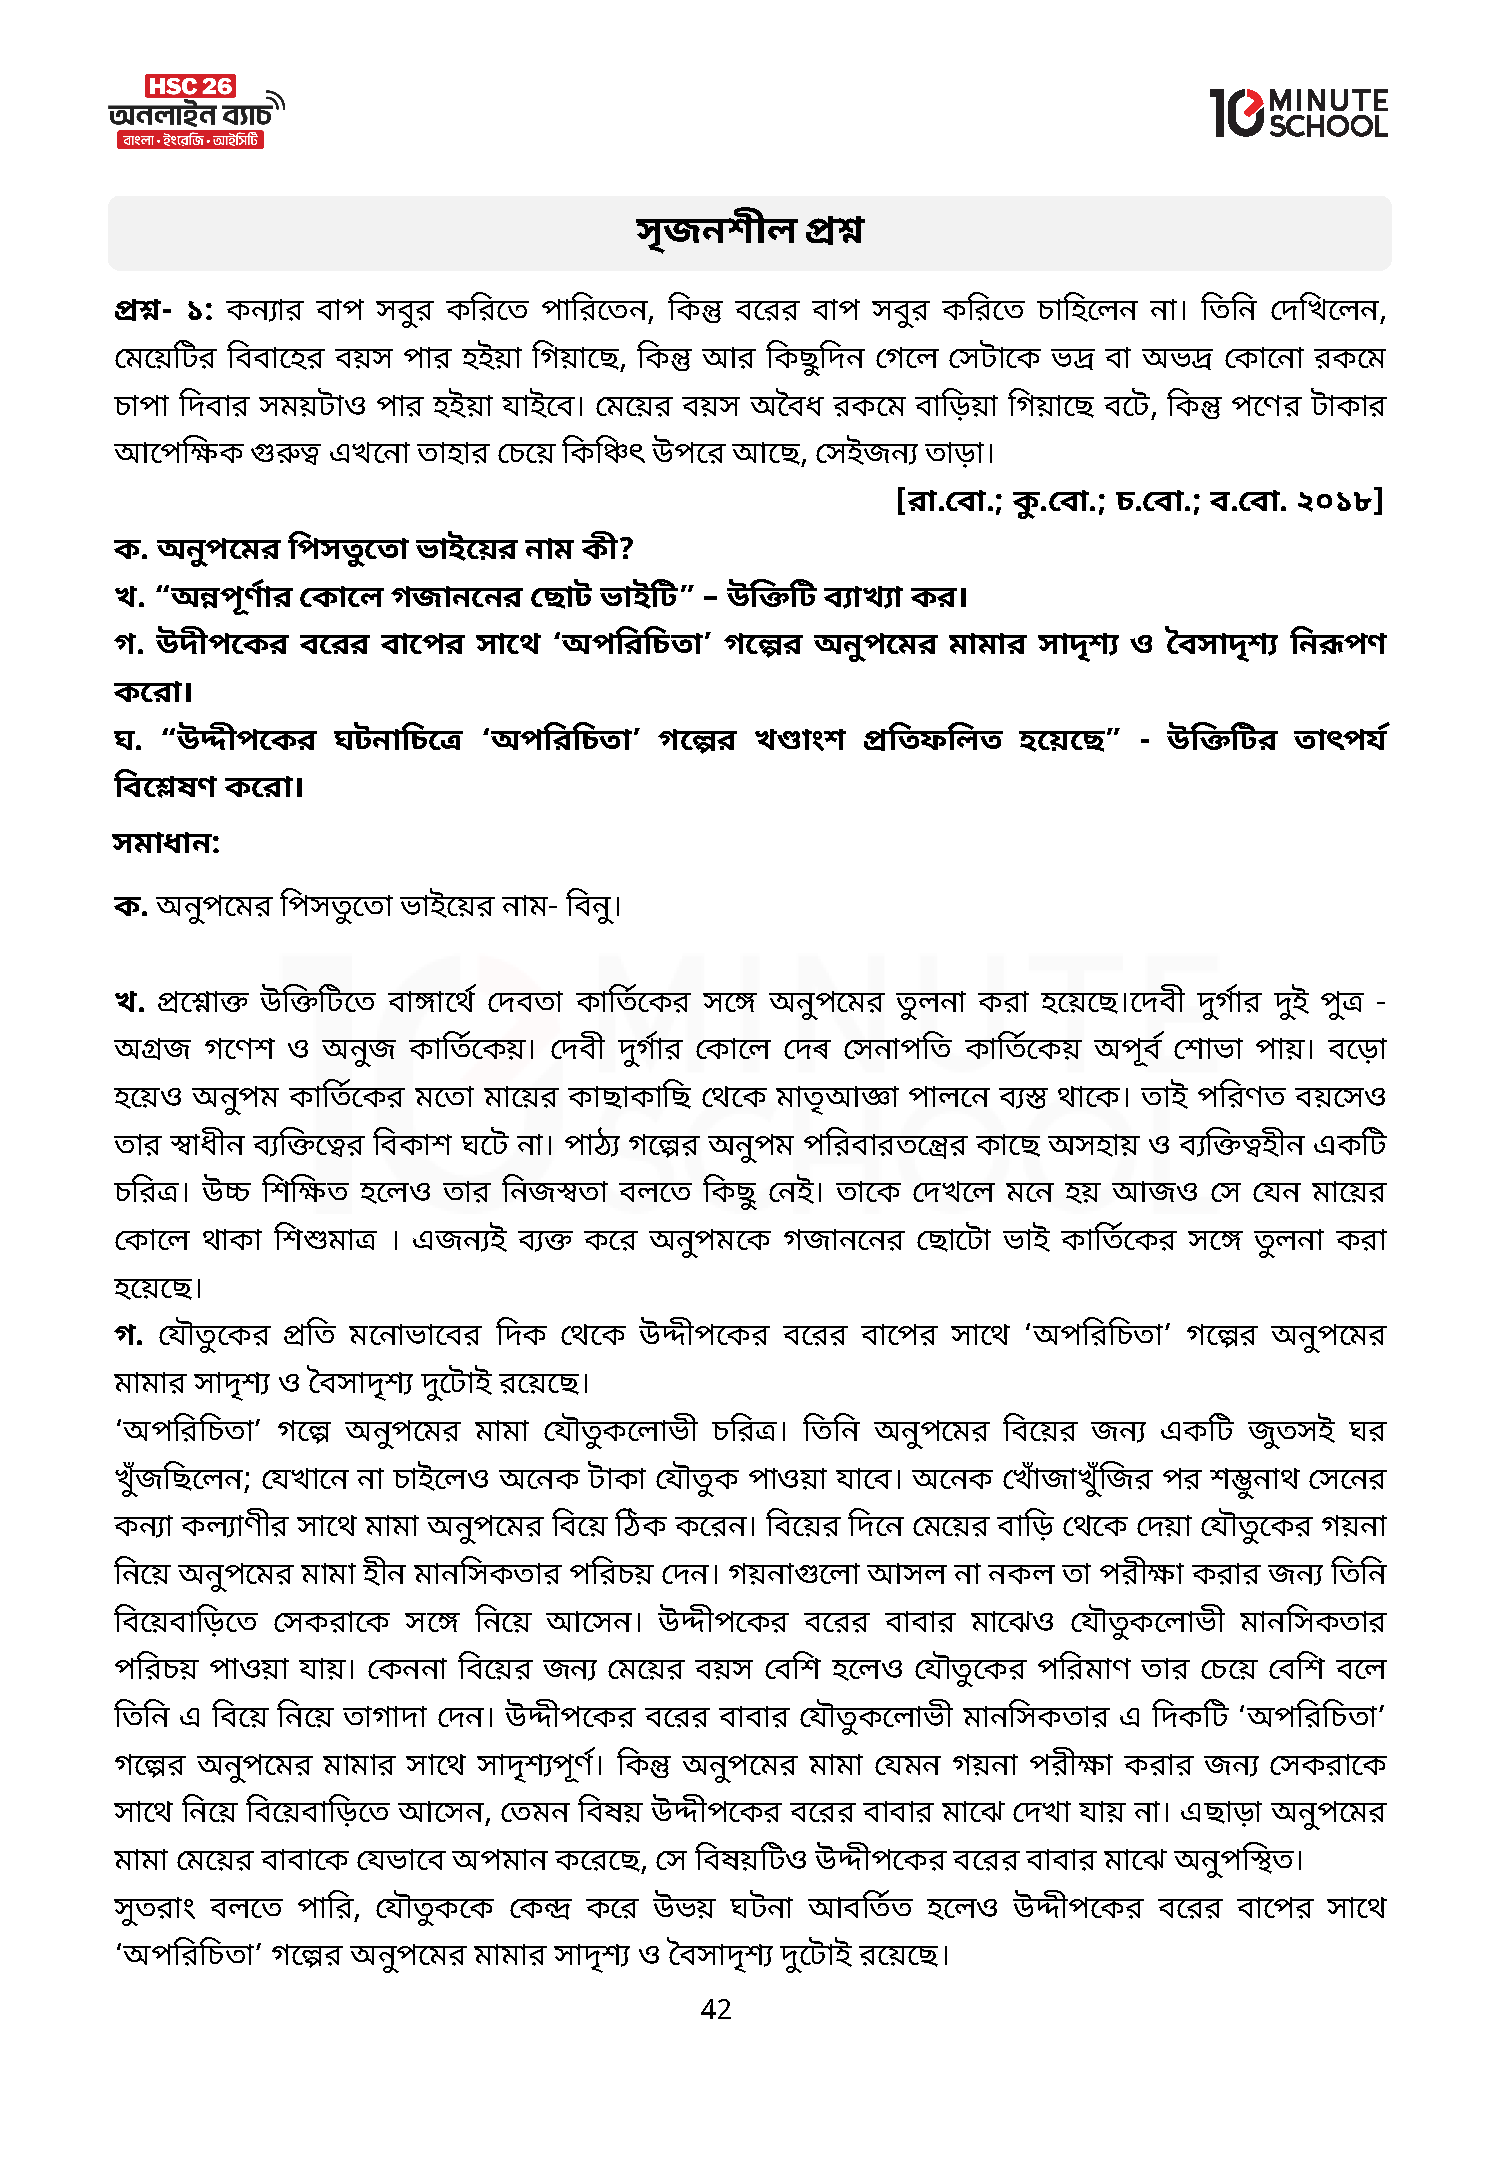 HSC 26
অনলাইন ব্যাচ
বাংলা • ইংরেজি • আইসিটি
10 MINUTE SCHOOL
সৃজনশীল প্রশ্ন
প্রশ্ন- ১: কন্যার বাপ সবুর করিতে পারিতেন, কিন্তু বরের বাপ সবুর করিতে চাহিলেন না। তিনি দেখিলেন,
মেয়েটির বিবাহের বয়স পার হইয়া গিয়াছে, কিন্তু আর কিছুদিন গেলে সেটাকে ভদ্র বা অভদ্র কোনো রকমে
চাপা দিবার সময়টাও পার হইয়া যাইবে। মেয়ের বয়স অবৈধ রকমে বাড়িয়া গিয়াছে বটে, কিন্তু পণের টাকার
আপেক্ষিক গুরুত্ব এখনো তাহার চেয়ে কিঞ্চিৎ উপরে আছে, সেইজন্য তাড়া।
[রা.বো.; কু.বো.; চ.বো.; ব.বো. ২০১৮]
ক. অনুপমের পিসতুতো ভাইয়ের নাম কী?
খ. “অন্নপূর্ণার কোলে গজাননের ছোট ভাইটি” – উক্তিটি ব্যাখ্যা কর।
গ. উদীপকের বরের বাপের সাথে ‘অপরিচিতা’ গল্পের অনুপমের মামার সাদৃশ্য ও বৈসাদৃশ্য নিরূপণ
করো।
ঘ. “উদ্দীপকের ঘটনাচিত্রে ‘অপরিচিতা’ গল্পের খণ্ডাংশ প্রতিফলিত হয়েছে” - উক্তিটির তাৎপর্য
বিশ্লেষণ করো।
সমাধান:
ক. অনুপমের পিসতুতো ভাইয়ের নাম- বিনু।
খ. প্রশ্নোক্ত উক্তিটিতে বাঙ্গার্থে দেবতা কার্তিকের সঙ্গে অনুপমের তুলনা করা হয়েছে।দেবী দুর্গার দুই পুত্র -
অগ্রজ গণেশ ও অনুজ কার্তিকেয়। দেবী দুর্গার কোলে দেৰ সেনাপতি কার্তিকেয় অপূর্ব শোভা পায়। বড়ো
হয়েও অনুপম কার্তিকের মতো মায়ের কাছাকাছি থেকে মাতৃআজ্ঞা পালনে ব্যস্ত থাকে। তাই পরিণত বয়সেও
তার স্বাধীন ব্যক্তিত্বের বিকাশ ঘটে না। পাঠ্য গল্পের অনুপম পরিবারতন্ত্রের কাছে অসহায় ও ব্যক্তিত্বহীন একটি
চরিত্র। উচ্চ শিক্ষিত হলেও তার নিজস্বতা বলতে কিছু নেই। তাকে দেখলে মনে হয় আজও সে যেন মায়ের
কোলে থাকা শিশুমাত্র । এজন্যই ব্যক্ত করে অনুপমকে গজাননের ছোটো ভাই কার্তিকের সঙ্গে তুলনা করা
হয়েছে।
গ. যৌতুকের প্রতি মনোভাবের দিক থেকে উদ্দীপকের বরের বাপের সাথে ‘অপরিচিতা’ গল্পের অনুপমের
মামার সাদৃশ্য ও বৈসাদৃশ্য দুটোই রয়েছে।
‘অপরিচিতা’ গল্পে অনুপমের মামা যৌতুকলোভী চরিত্র। তিনি অনুপমের বিয়ের জন্য একটি জুতসই ঘর
খুঁজছিলেন; যেখানে না চাইলেও অনেক টাকা যৌতুক পাওয়া যাবে। অনেক খোঁজাখুঁজির পর শম্ভুনাথ সেনের
কন্যা কল্যাণীর সাথে মামা অনুপমের বিয়ে ঠিক করেন। বিয়ের দিনে মেয়ের বাড়ি থেকে দেয়া যৌতুকের গয়না
নিয়ে অনুপমের মামা হীন মানসিকতার পরিচয় দেন। গয়নাগুলো আসল না নকল তা পরীক্ষা করার জন্য তিনি
বিয়েবাড়িতে সেকরাকে সঙ্গে নিয়ে আসেন। উদ্দীপকের বরের বাবার মাঝেও যৌতুকলোভী মানসিকতার
পরিচয় পাওয়া যায়। কেননা বিয়ের জন্য মেয়ের বয়স বেশি হলেও যৌতুকের পরিমাণ তার চেয়ে বেশি বলে
তিনি এ বিয়ে নিয়ে তাগাদা দেন। উদ্দীপকের বরের বাবার যৌতুকলোভী মানসিকতার এ দিকটি ‘অপরিচিতা’
গল্পের অনুপমের মামার সাথে সাদৃশ্যপূর্ণ। কিন্তু অনুপমের মামা যেমন গয়না পরীক্ষা করার জন্য সেকরাকে
সাথে নিয়ে বিয়েবাড়িতে আসেন, তেমন বিষয় উদ্দীপকের বরের বাবার মাঝে দেখা যায় না। এছাড়া অনুপমের
মামা মেয়ের বাবাকে যেভাবে অপমান করেছে, সে বিষয়টিও উদ্দীপকের বরের বাবার মাঝে অনুপস্থিত।
সুতরাং বলতে পারি, যৌতুককে কেন্দ্র করে উভয় ঘটনা আবর্তিত হলেও উদ্দীপকের বরের বাপের সাথে
‘অপরিচিতা’ গল্পের অনুপমের মামার সাদৃশ্য ও বৈসাদৃশ্য দুটোই রয়েছে।
42